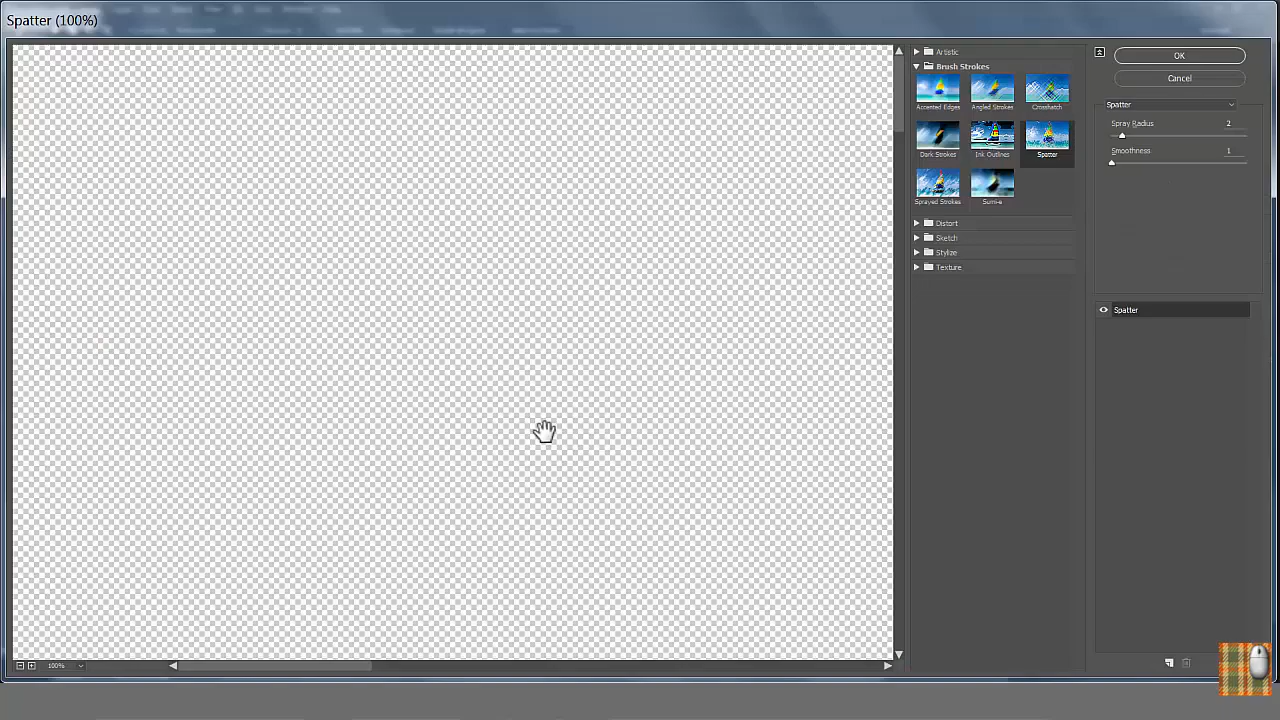 Spatter (100%)
Artistic
Brush Strokes
Accented Edges
Angled Strokes
Crosshatch
Dark Strokes
Ink Outlines
Spatter
Sprayed Strokes
Sumi-e
Distort
Sketch
Stylize
Texture
OK
Cancel
Spatter
Spray Radius 2
Smoothness 1
Spatter
100%